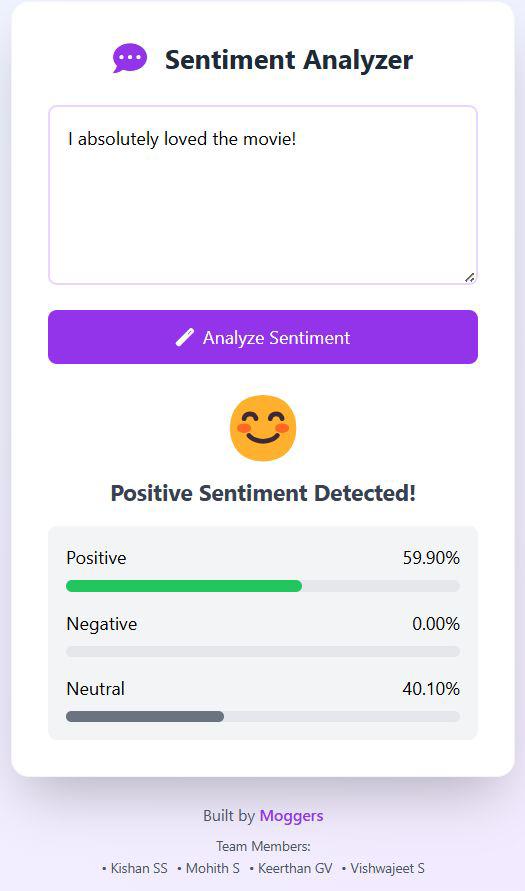 Sentiment Analyzer
I absolutely loved the movie!
Analyze Sentiment
Positive Sentiment Detected!
Positive 59.90%
Negative 0.00%
Neutral 40.10%
Built by Moggers
Team Members:
• Kishan SS • Mohith S • Keerthan GV • Vishwajeet S